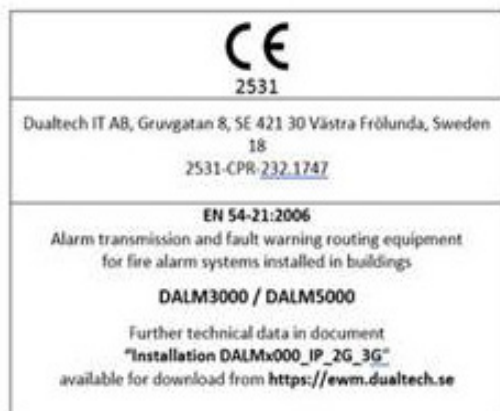 CE
2531
Dualtech IT AB, Gruvgatan 8, SE 421 30 Västra Frölunda, Sweden
18
2531-CPR-232.1747
EN 54-21:2006
Alarm transmission and fault warning routing equipment
for fire alarm systems installed in buildings
DALM3000 / DALM5000
Further technical data in document
"Installation DALMx000_IP_2G_3G"
available for download from https://ewm.dualtech.se